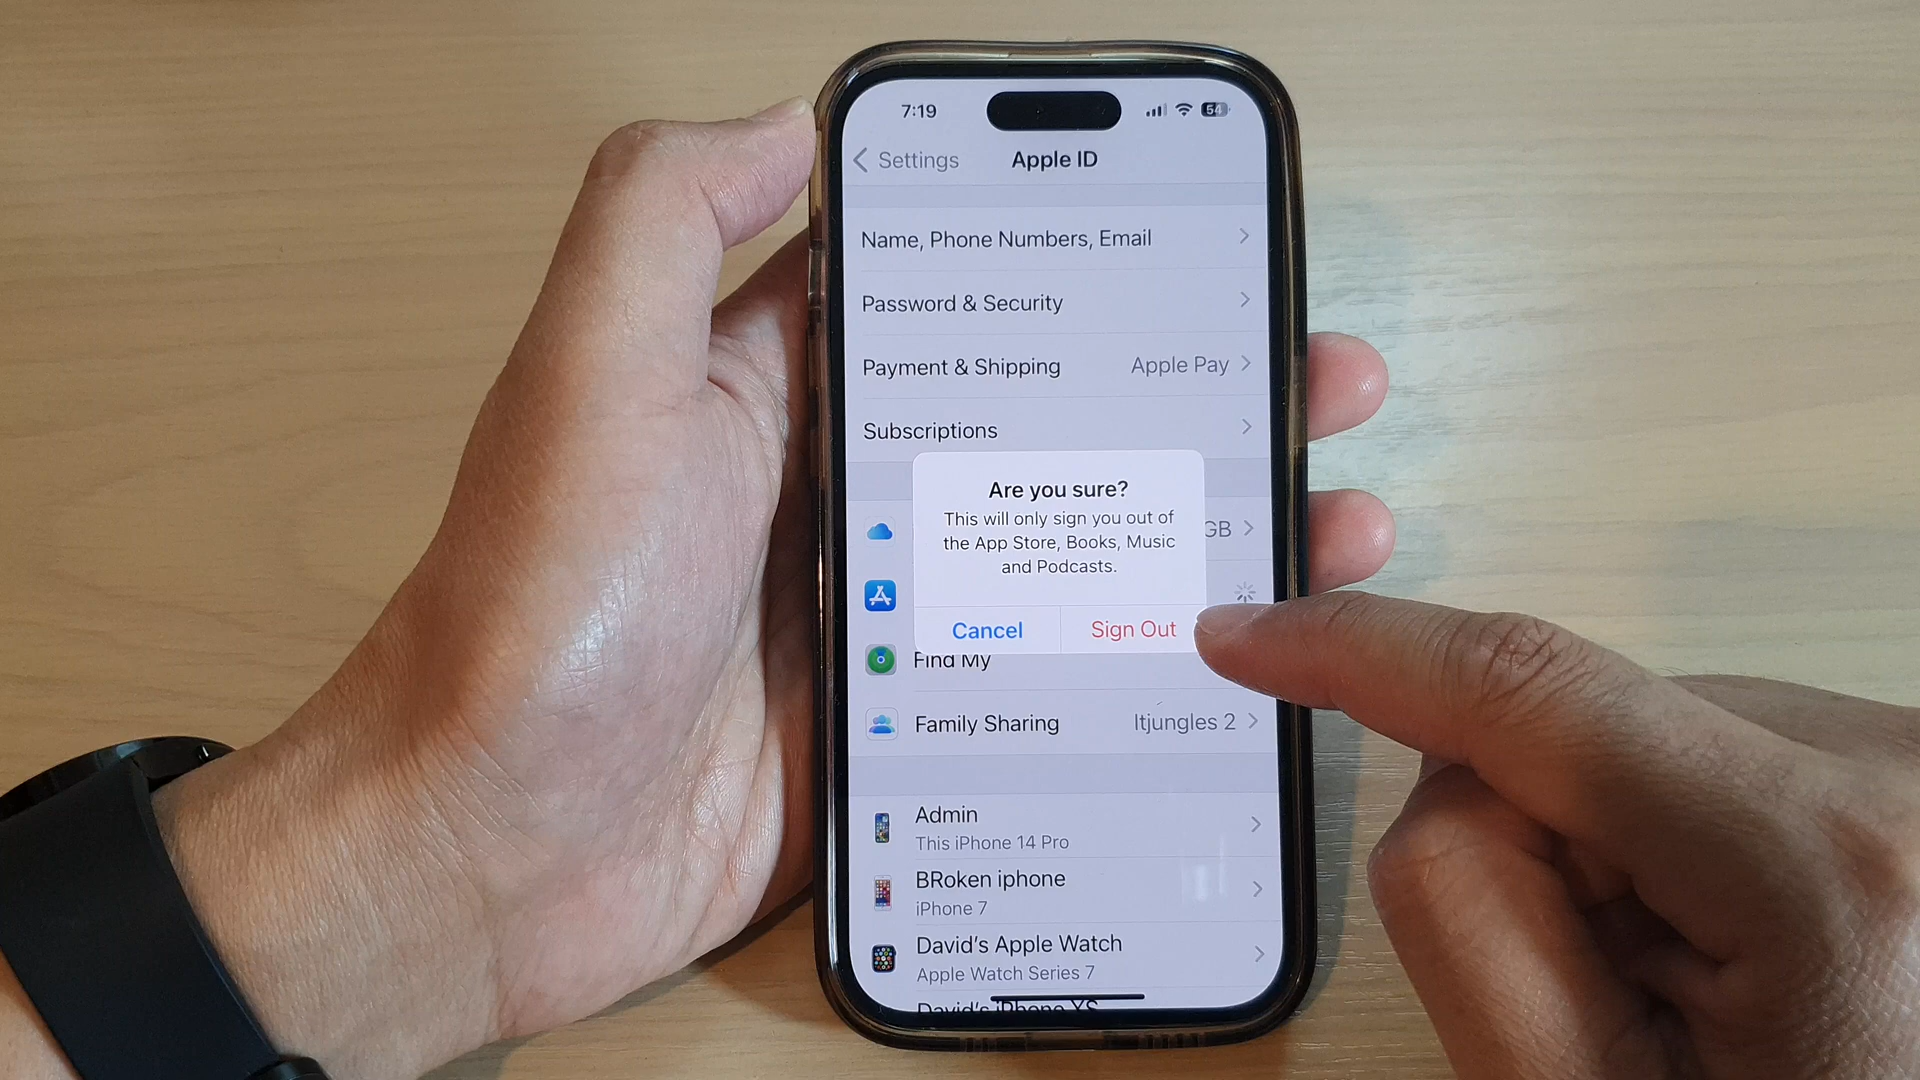 7:19
54
Settings
Apple ID
Name, Phone Numbers, Email
Password & Security
Payment & Shipping Apple Pay
Subscriptions
Are you sure?
This will only sign you out of
the App Store, Books, Music
and Podcasts.
GB
Cancel
Sign Out
Find My
Family Sharing Itjungles 2
Admin
This iPhone 14 Pro
BRoken iphone
iPhone 7
David's Apple Watch
Apple Watch Series 7
David's iPhone XS